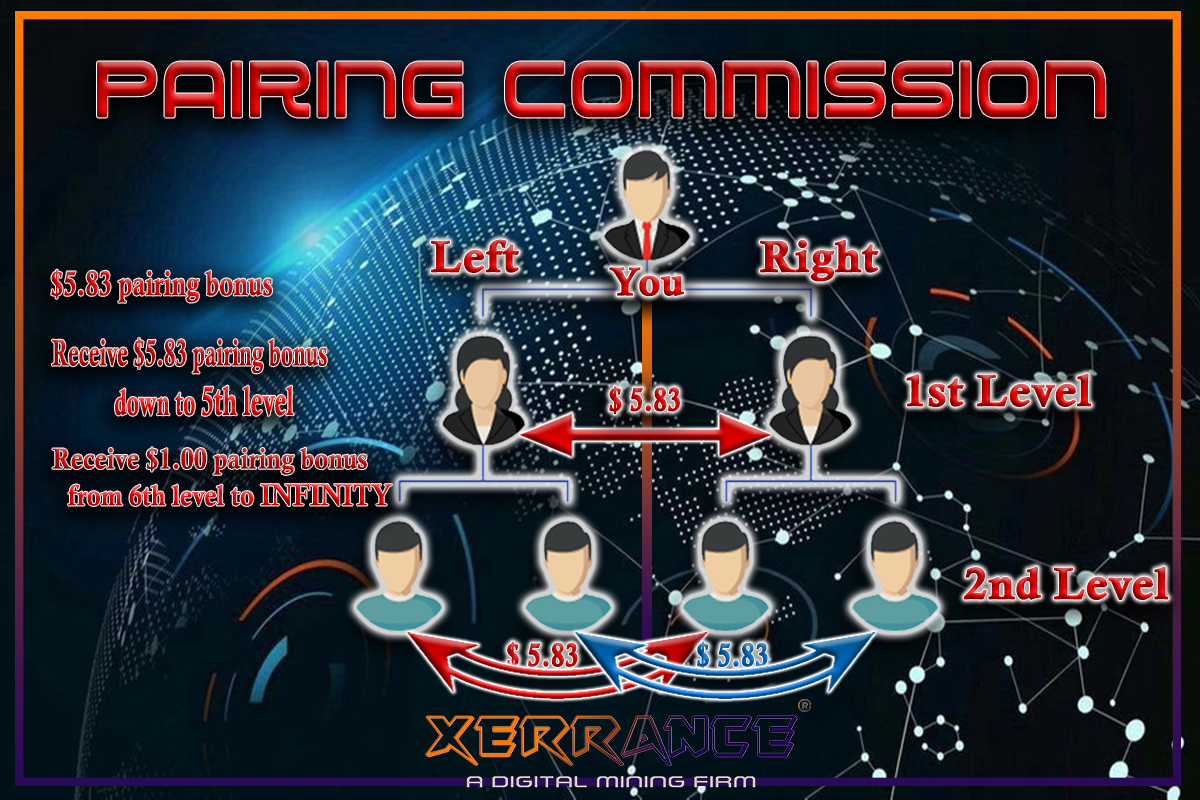 PAIRING COMMISSION
Left
Right
You
$5.83 pairing bonus
Receive $5.83 pairing bonus
down to 5th level
Receive $1.00 pairing bonus
from 6th level to INFINITY
$ 5.83
1st Level
2nd Level
$ 5.83
$ 5.83
XERRANCE®
A DIGITAL MINING FIRM